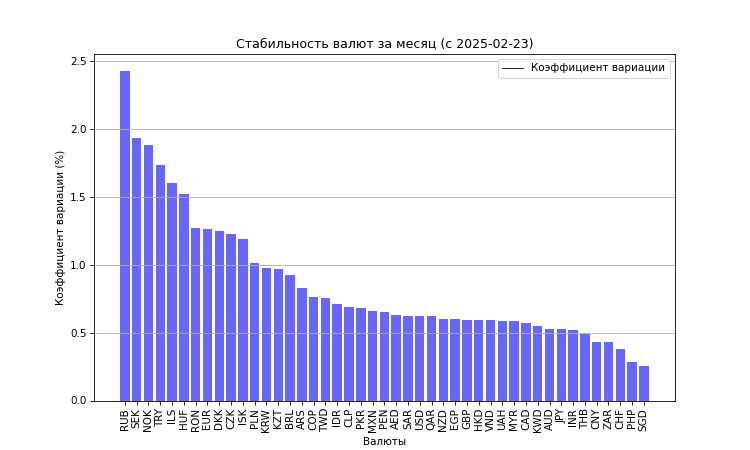 Стабильность валют за месяц (с 2025-02-23)
Коэффициент вариации
Коэффициент вариации (%)
2.5
2.0
1.5
1.0
0.5
0.0
RUB
SEK
NOK
TRY
ILS
HUF
RON
EUR
DKK
CZK
ISK
PLN
KRW
KZT
BRL
ARS
COP
TWD
IDR
CLP
PKR
MXN
PEN
AED
SAR
USD
QAR
NZD
EGP
GBP
HKD
VND
UAH
MYR
CAD
KWD
AUD
JPY
INR
THB
CNY
ZAR
CHF
PHP
SGD
Валюты